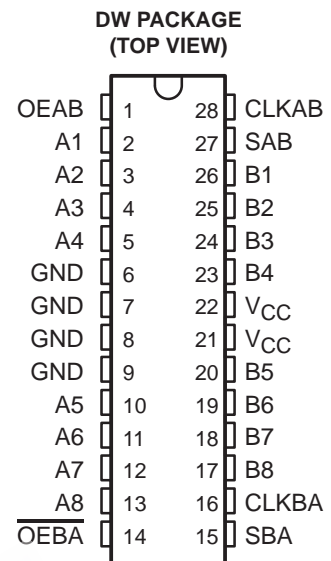 DW PACKAGE
(TOP VIEW)
OEAB 1 28 CLKAB
A1 2 27 SAB
A2 3 26 B1
A3 4 25 B2
A4 5 24 B3
GND 6 23 B4
GND 7 22 VCC
GND 8 21 VCC
GND 9 20 B5
A5 10 19 B6
A6 11 18 B7
A7 12 17 B8
A8 13 16 CLKBA
OEBA 14 15 SBA